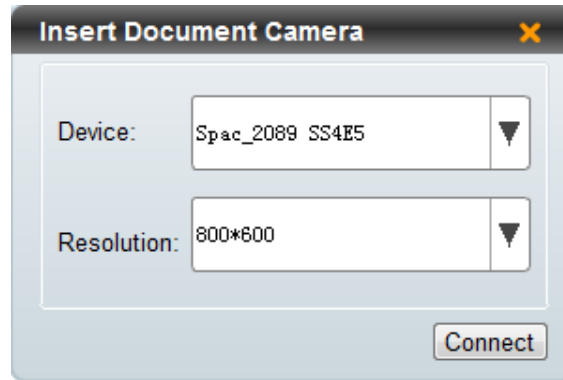 Insert Document Camera
Device: Spac_2089 SS4E5
Resolution: 800*600
Connect